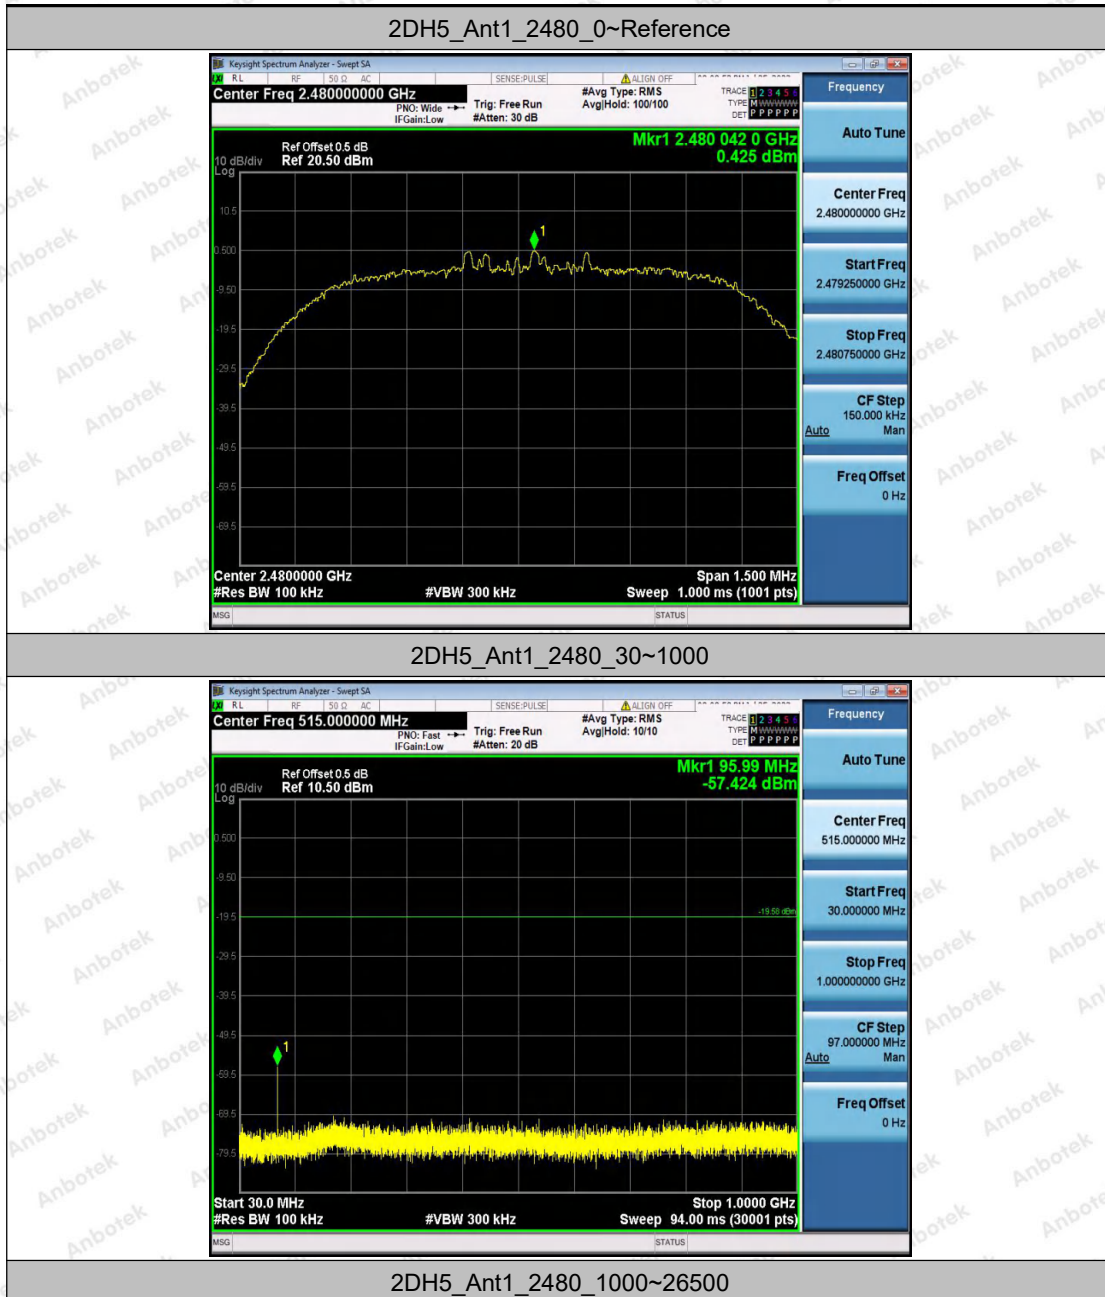 2DH5_Ant1_2480_0~Reference
Keysight Spectrum Analyzer - Swept SA
RL RF 50 Ω AC SENSE:PULSE ALIGN OFF
Center Freq 2.480000000 GHz
PNO: Wide
IFGain:Low
Trig: Free Run
#Atten: 30 dB
#Avg Type: RMS
Avg|Hold: 100/100
TRACE 1 2 3 4 5 6
TYPE M W W W W W
DET P P P P P P
Frequency
Auto Tune
Center Freq
2.480000000 GHz
Start Freq
2.479250000 GHz
Stop Freq
2.480750000 GHz
CF Step
150.000 kHz
Auto Man
Freq Offset
0 Hz
Ref Offset 0.5 dB
10 dB/div Ref 20.50 dBm
Log
Mkr1 2.480 042 0 GHz
0.425 dBm
10.5
0.500
-9.50
-19.5
-29.5
-39.5
-49.5
-59.5
-69.5
1
Center 2.4800000 GHz Span 1.500 MHz
#Res BW 100 kHz #VBW 300 kHz Sweep 1.000 ms (1001 pts)
MSG STATUS
2DH5_Ant1_2480_30~1000
Keysight Spectrum Analyzer - Swept SA
RL RF 50 Ω AC SENSE:PULSE ALIGN OFF
Center Freq 515.000000 MHz
PNO: Fast
IFGain:Low
Trig: Free Run
#Atten: 20 dB
#Avg Type: RMS
Avg|Hold: 10/10
TRACE 1 2 3 4 5 6
TYPE M W W W W W
DET P P P P P P
Frequency
Auto Tune
Center Freq
515.000000 MHz
Start Freq
30.000000 MHz
Stop Freq
1.000000000 GHz
CF Step
97.000000 MHz
Auto Man
Freq Offset
0 Hz
Ref Offset 0.5 dB
10 dB/div Ref 10.50 dBm
Log
Mkr1 95.99 MHz
-57.424 dBm
0.500
-9.50
-19.5
-29.5
-39.5
-49.5
-59.5
-69.5
-79.5
-19.58 dBm
1
Start 30.0 MHz Stop 1.0000 GHz
#Res BW 100 kHz #VBW 300 kHz Sweep 94.00 ms (30001 pts)
MSG STATUS
2DH5_Ant1_2480_1000~26500
Anbotek